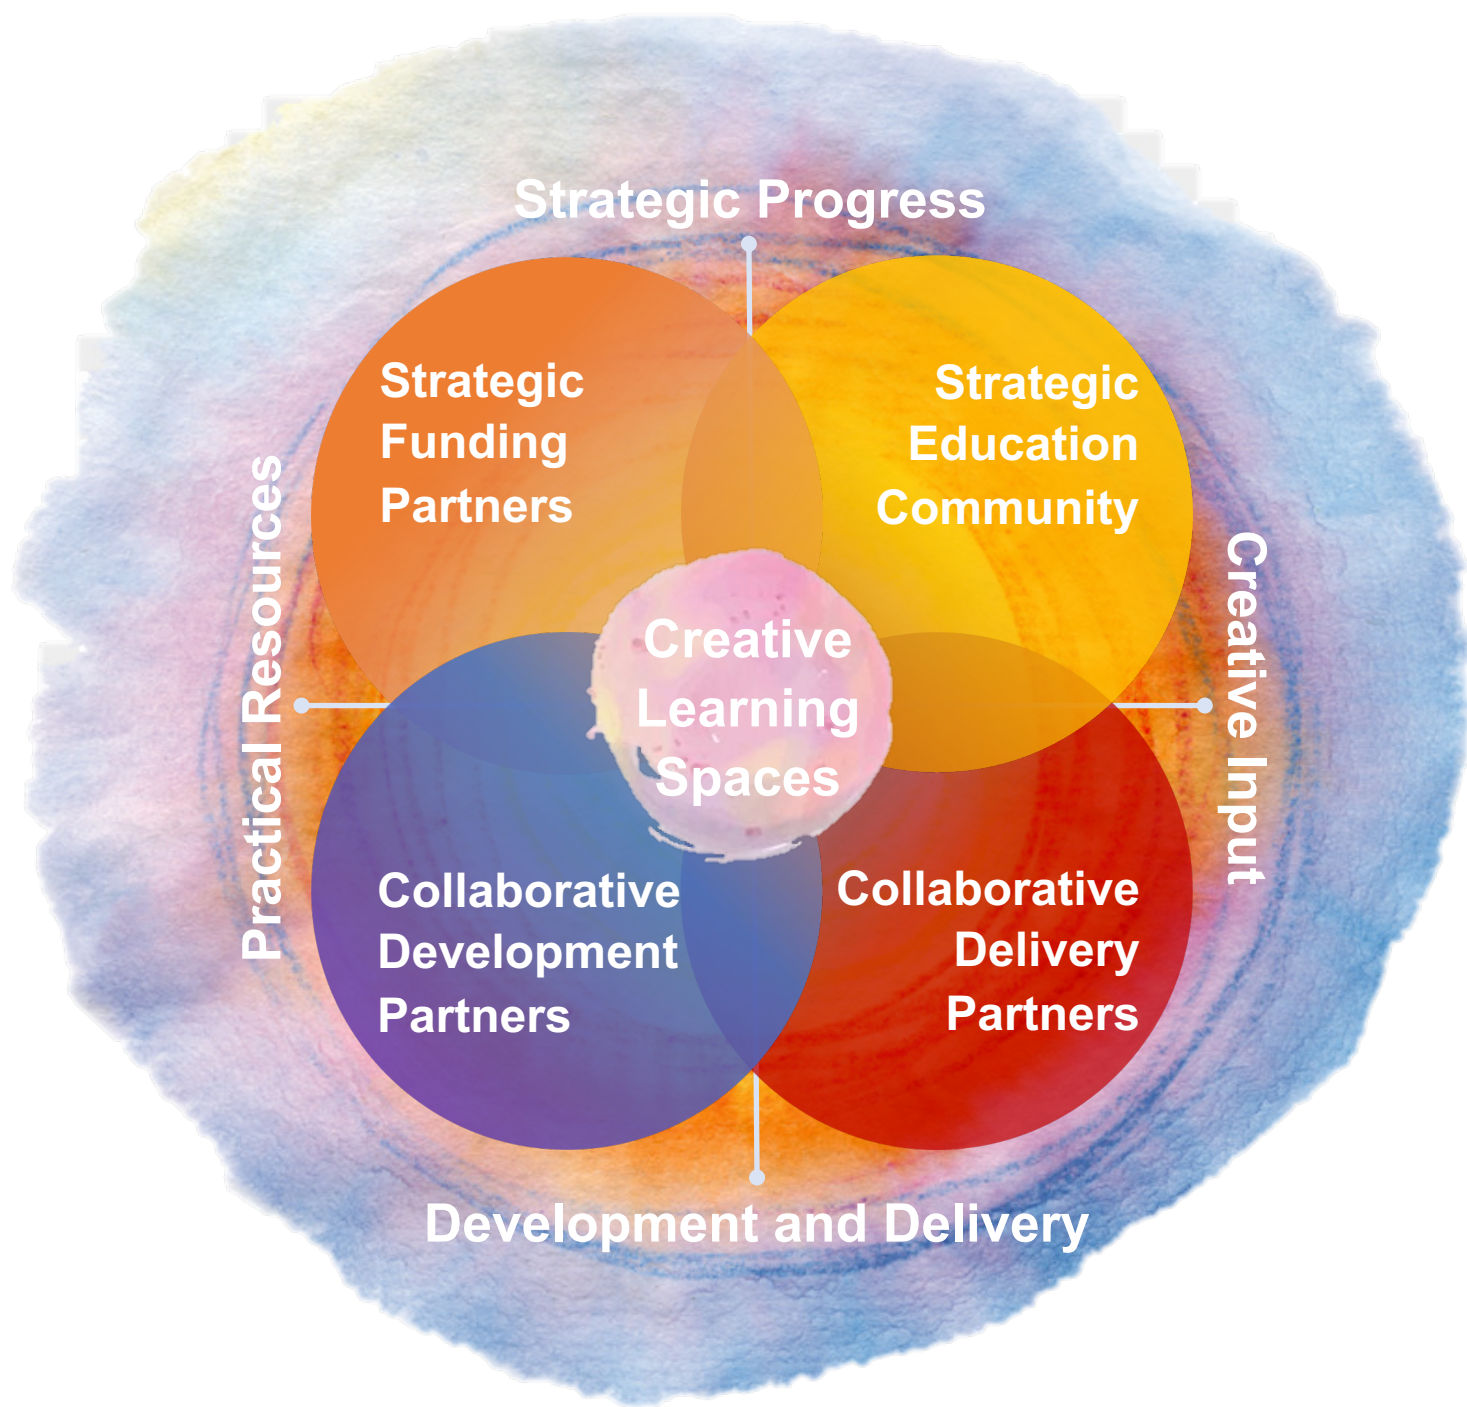 Strategic Progress
Strategic
Funding
Partners
Strategic
Education
Community
Practical Resources
Creative
Learning
Spaces
Creative Input
Collaborative
Development
Partners
Collaborative
Delivery
Partners
Development and Delivery